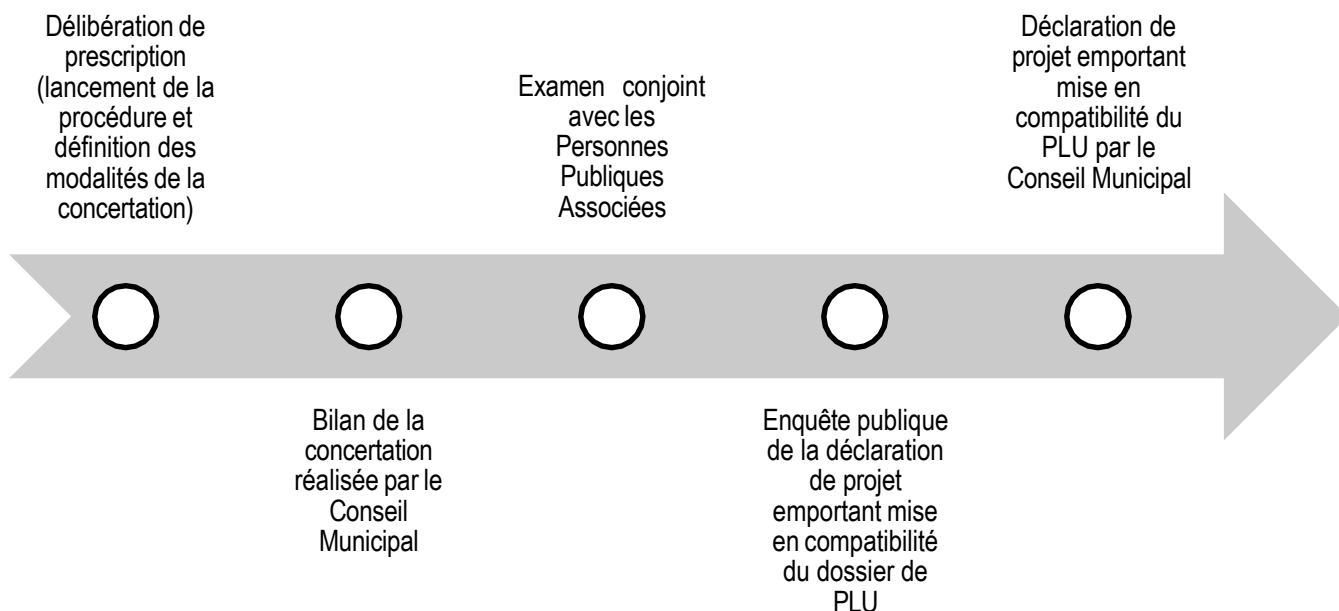 Délibération de
prescription
(lancement de la
procédure et
définition des
modalités de la
concertation)
Bilan de la
concertation
réalisée par le
Conseil
Municipal
Examen conjoint
avec les
Personnes
Publiques
Associées
Enquête publique
de la déclaration
de projet
emportant mise
en compatibilité
du dossier de
PLU
Déclaration de
projet emportant
mise en
compatibilité du
PLU par le
Conseil Municipal